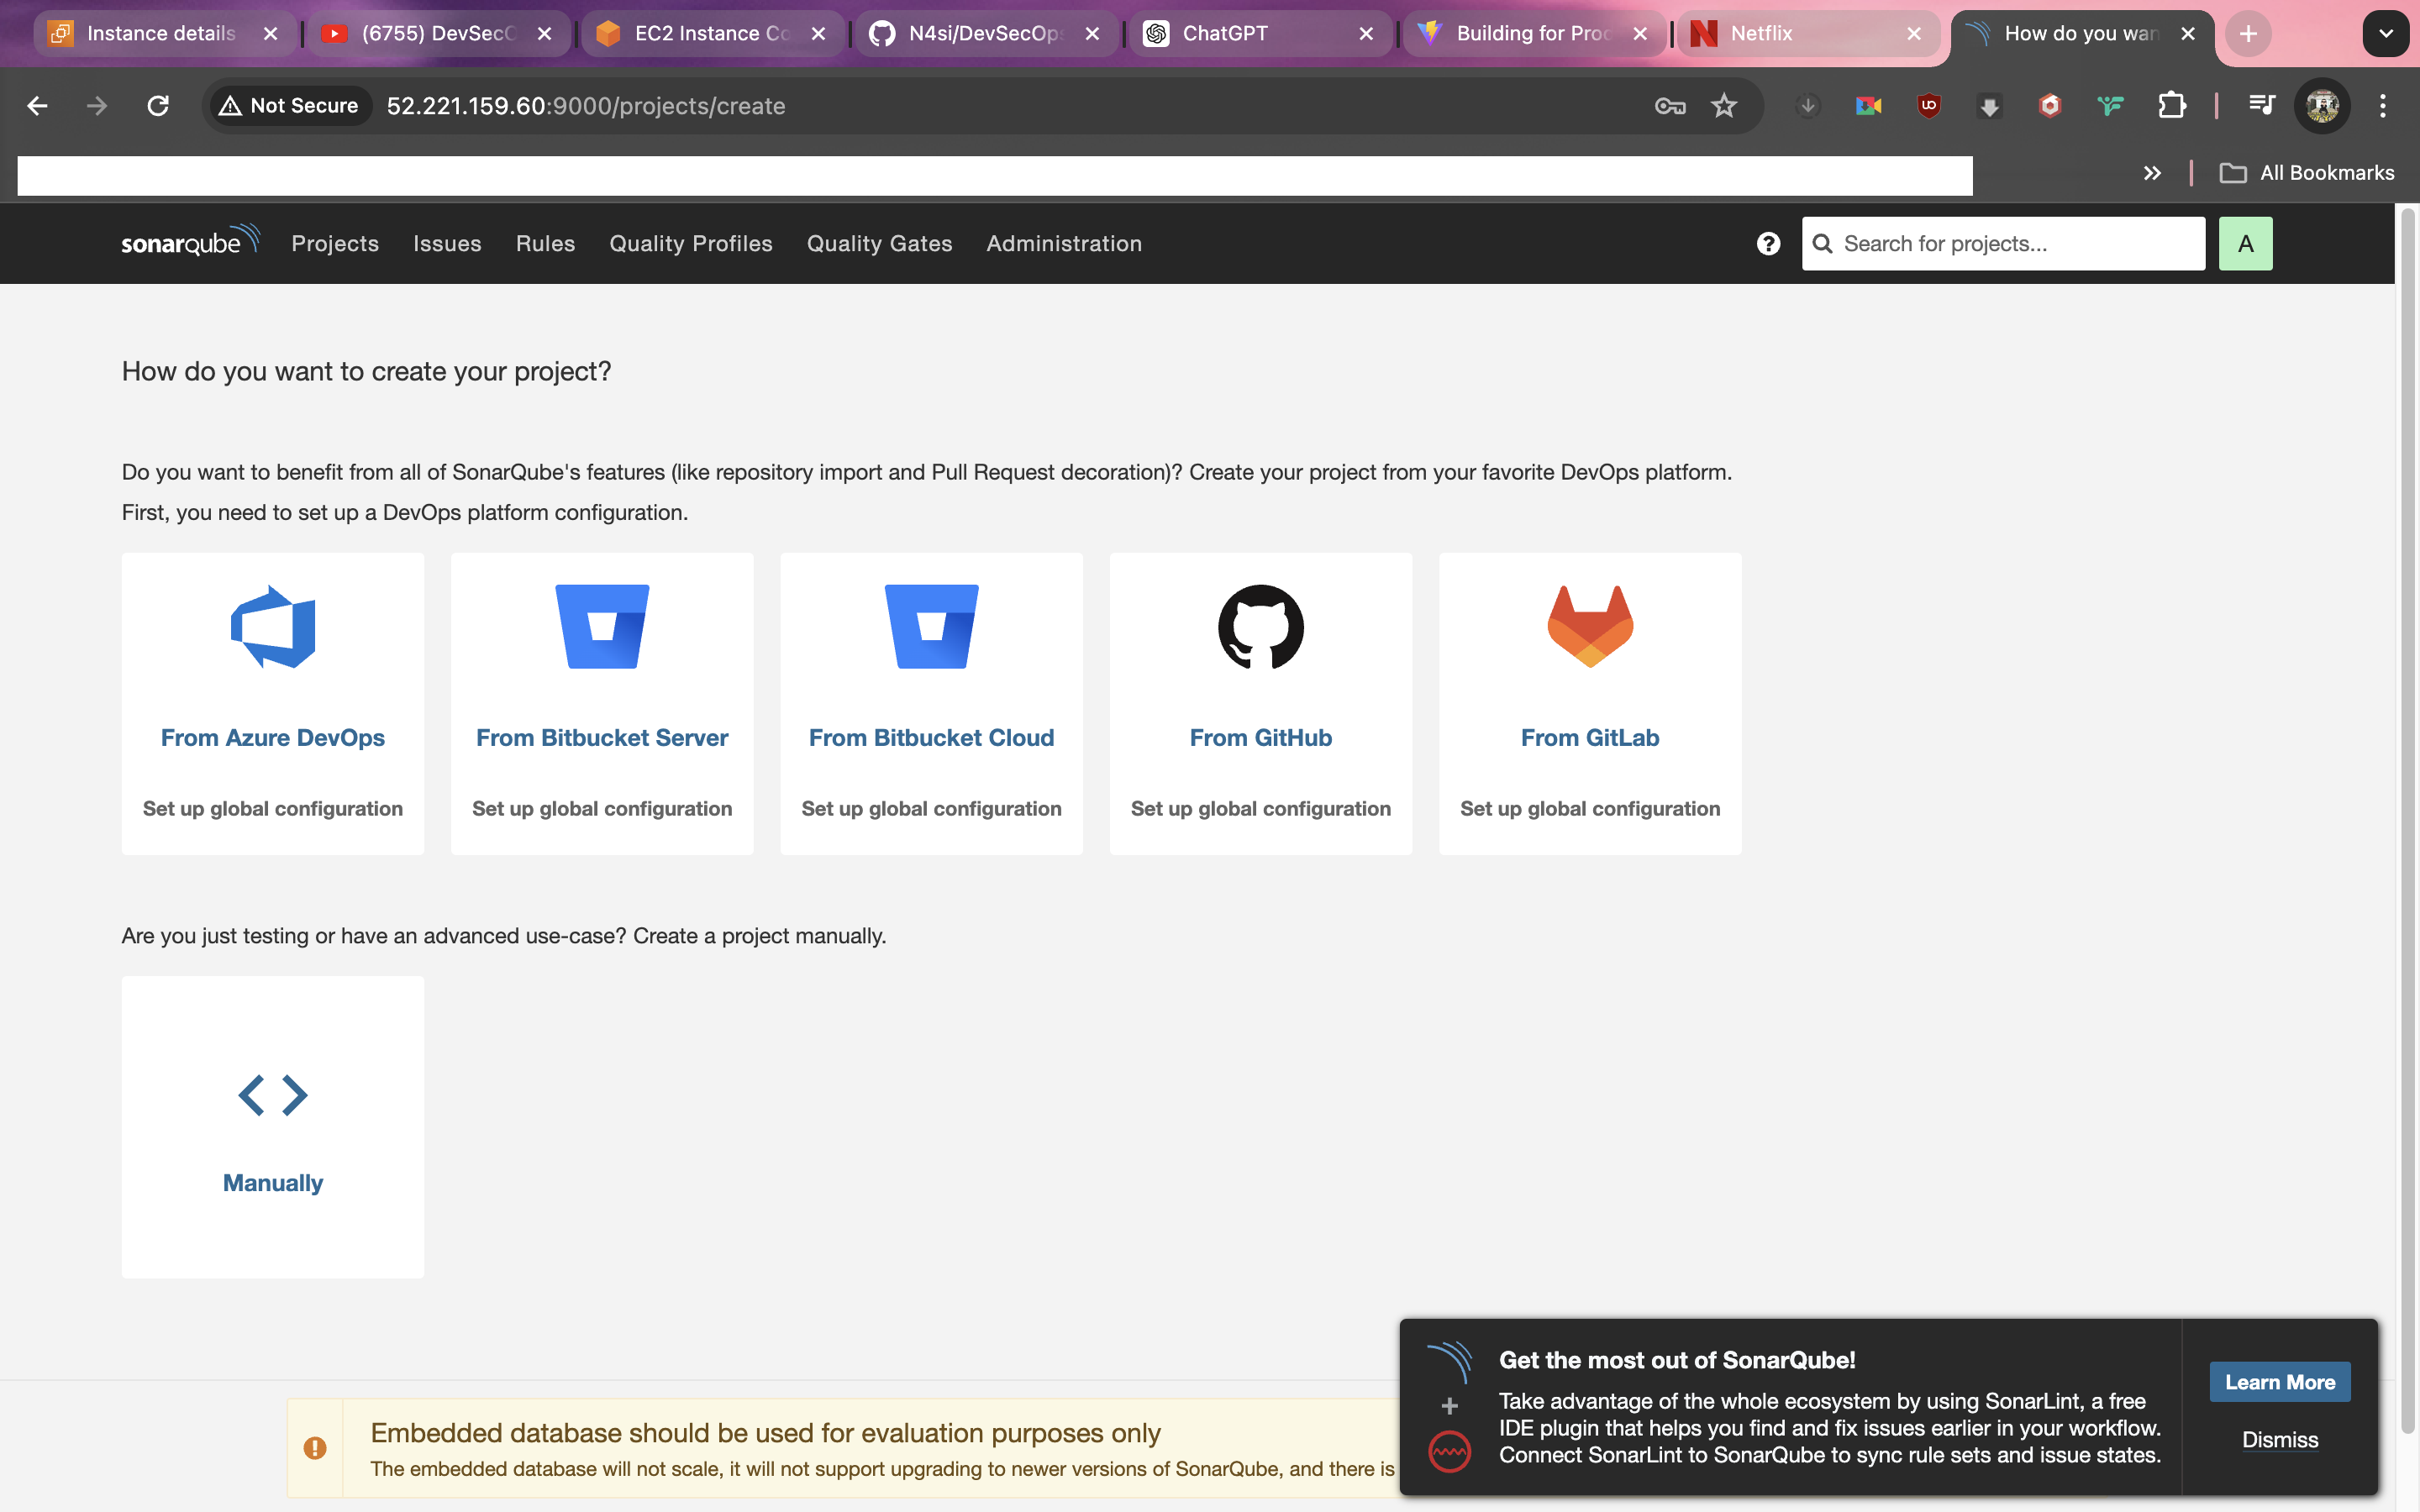 Instance details
(6755) DevSecO
EC2 Instance Co
N4si/DevSecOps
ChatGPT
Building for Proc
Netflix
How do you wan
Not Secure
52.221.159.60:9000/projects/create
All Bookmarks
sonarqube
Projects
Issues
Rules
Quality Profiles
Quality Gates
Administration
Search for projects...
A
How do you want to create your project?
Do you want to benefit from all of SonarQube's features (like repository import and Pull Request decoration)? Create your project from your favorite DevOps platform.
First, you need to set up a DevOps platform configuration.
From Azure DevOps
Set up global configuration
From Bitbucket Server
Set up global configuration
From Bitbucket Cloud
Set up global configuration
From GitHub
Set up global configuration
From GitLab
Set up global configuration
Are you just testing or have an advanced use-case? Create a project manually.
Manually
Embedded database should be used for evaluation purposes only
The embedded database will not scale, it will not support upgrading to newer versions of SonarQube, and there is
Get the most out of SonarQube!
Take advantage of the whole ecosystem by using SonarLint, a free
IDE plugin that helps you find and fix issues earlier in your workflow.
Connect SonarLint to SonarQube to sync rule sets and issue states.
Learn More
Dismiss